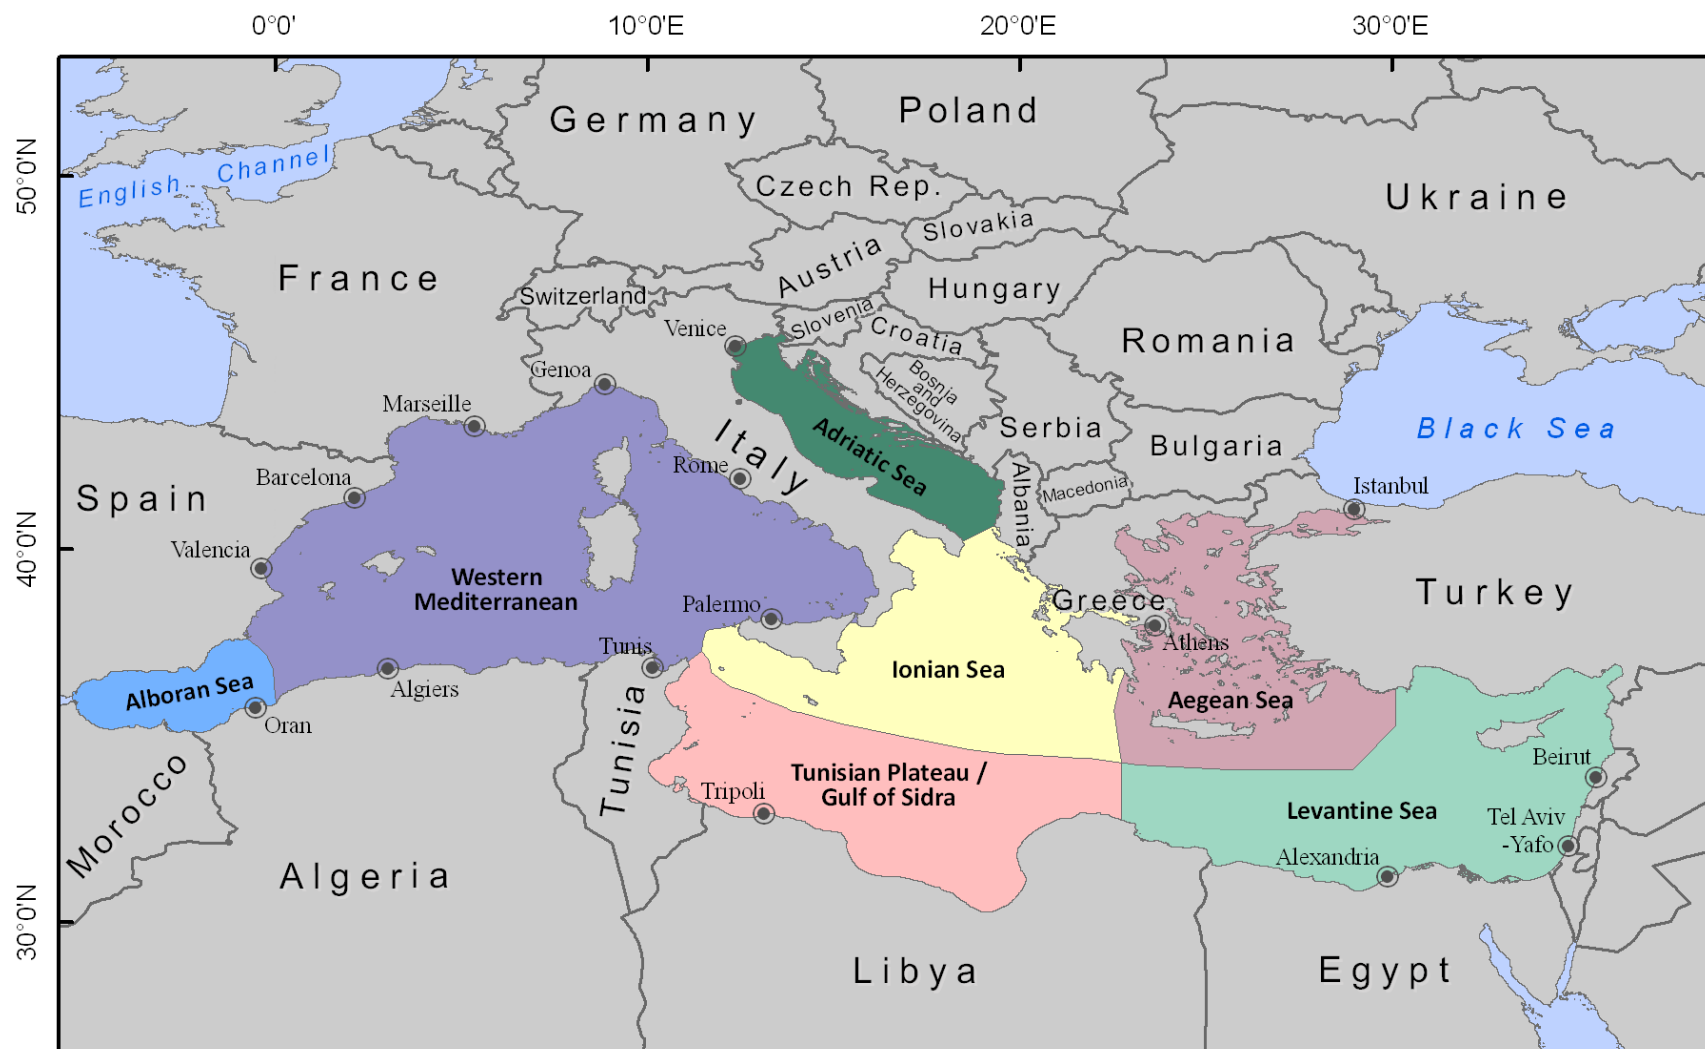 0°0'
10°0'E
20°0'E
30°0'E
50°0'N
40°0'N
30°0'N
Germany
Poland
English Channel
Czech Rep.
Ukraine
Slovakia
France
Austria
Switzerland
Hungary
Slovenia
Venice
Croatia
Romania
Genoa
Bosnia
and
Herzegovina
Marseille
Serbia
Black Sea
Bulgaria
Italy
Adriatic Sea
Rome
Barcelona
Spain
Albania
Macedonia
Istanbul
Valencia
Western
Mediterranean
Turkey
Greece
Palermo
Athens
Tunis
Ionian Sea
Alboran Sea
Algiers
Aegean Sea
Oran
Tunisia
Beirut
Tunisian Plateau /
Gulf of Sidra
Tripoli
Levantine Sea
Tel Aviv
-Yafo
Morocco
Alexandria
Algeria
Libya
Egypt